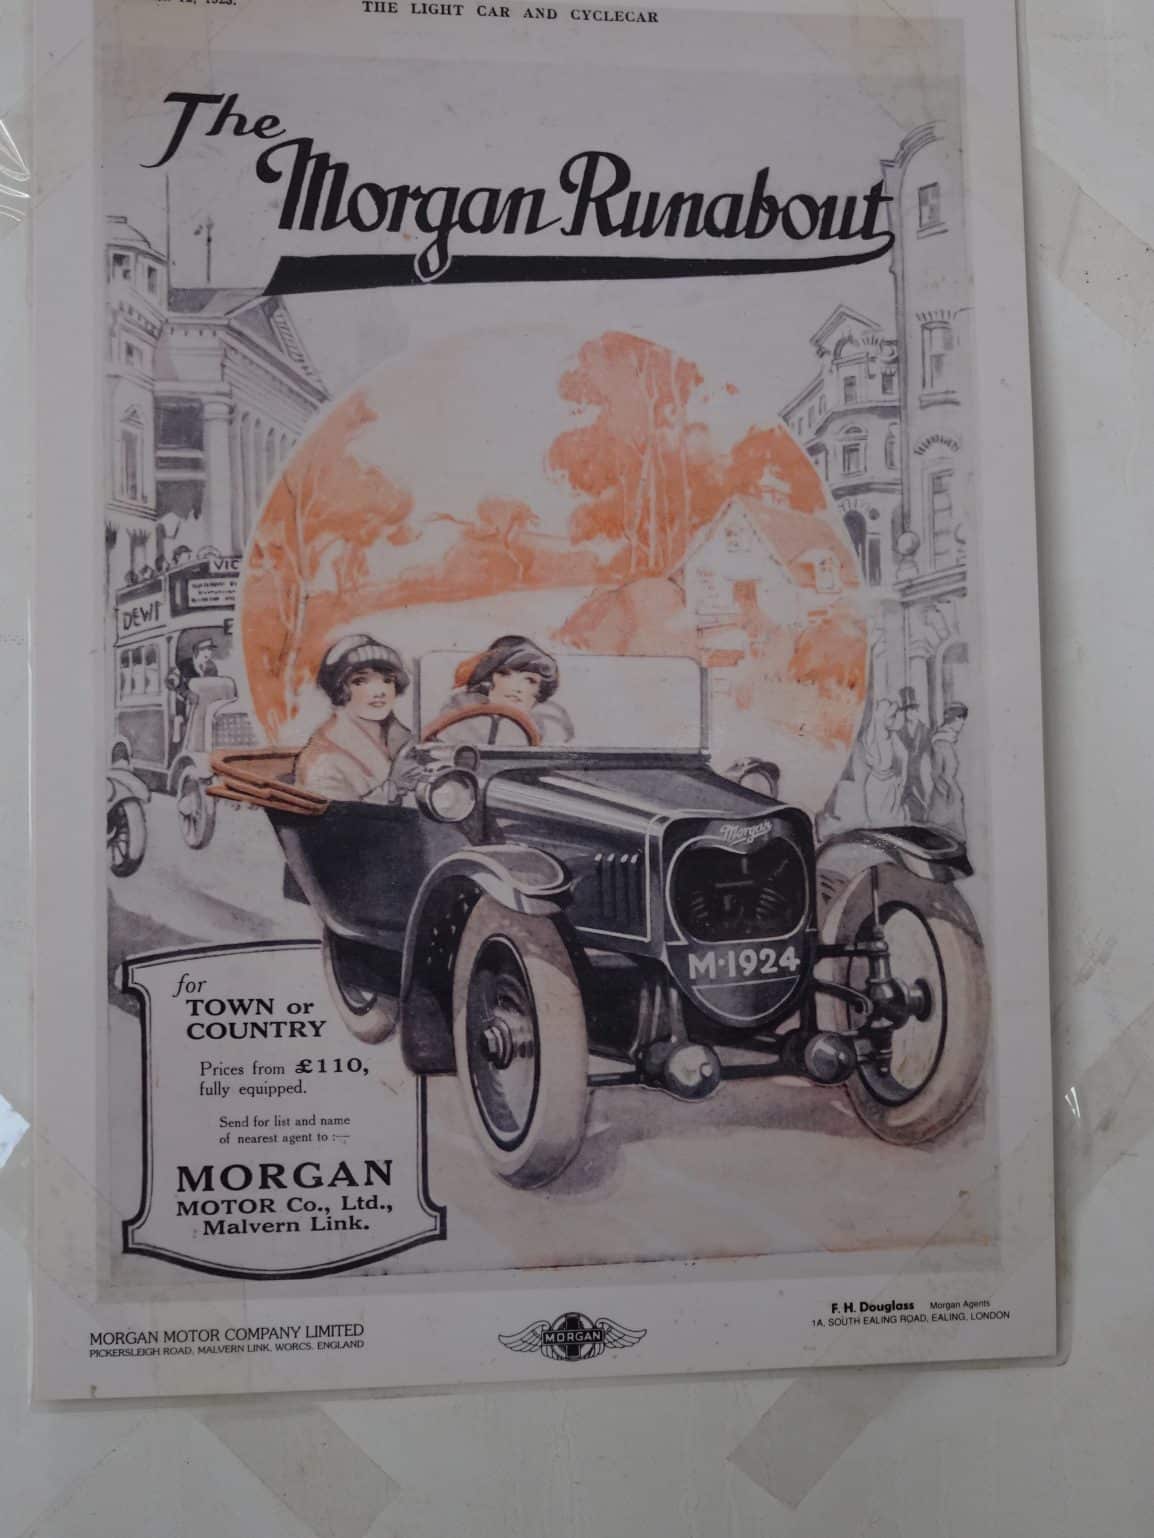 THE LIGHT CAR AND CYCLECAR
The
Morgan Runabout
VIC
DEWI
Morgan
M·1924
for
TOWN or
COUNTRY
Prices from £110,
fully equipped.
Send for list and name
of nearest agent to :—
MORGAN
MOTOR Co., Ltd.,
Malvern Link.
MORGAN MOTOR COMPANY LIMITED
PICKERSLEIGH ROAD, MALVERN LINK, WORCS. ENGLAND
MORGAN
F. H. Douglass Morgan Agents
1A, SOUTH EALING ROAD, EALING, LONDON